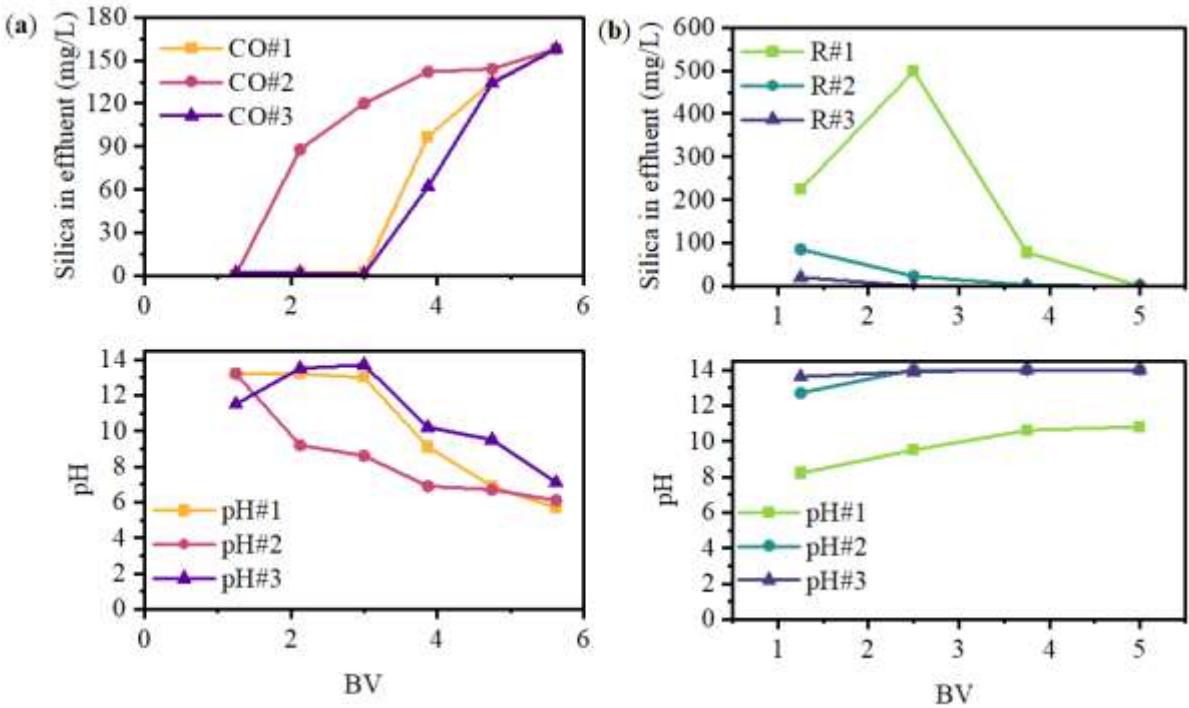 (a)
Silica in effluent (mg/L)
180
150
120
90
60
30
0
0
2
4
6
CO#1
CO#2
CO#3
(b)
Silica in effluent (mg/L)
600
500
400
300
200
100
0
1
2
3
4
5
R#1
R#2
R#3
pH
14
12
10
8
6
4
2
0
0
2
4
6
pH#1
pH#2
pH#3
BV
pH
14
12
10
8
6
4
2
0
1
2
3
4
5
pH#1
pH#2
pH#3
BV